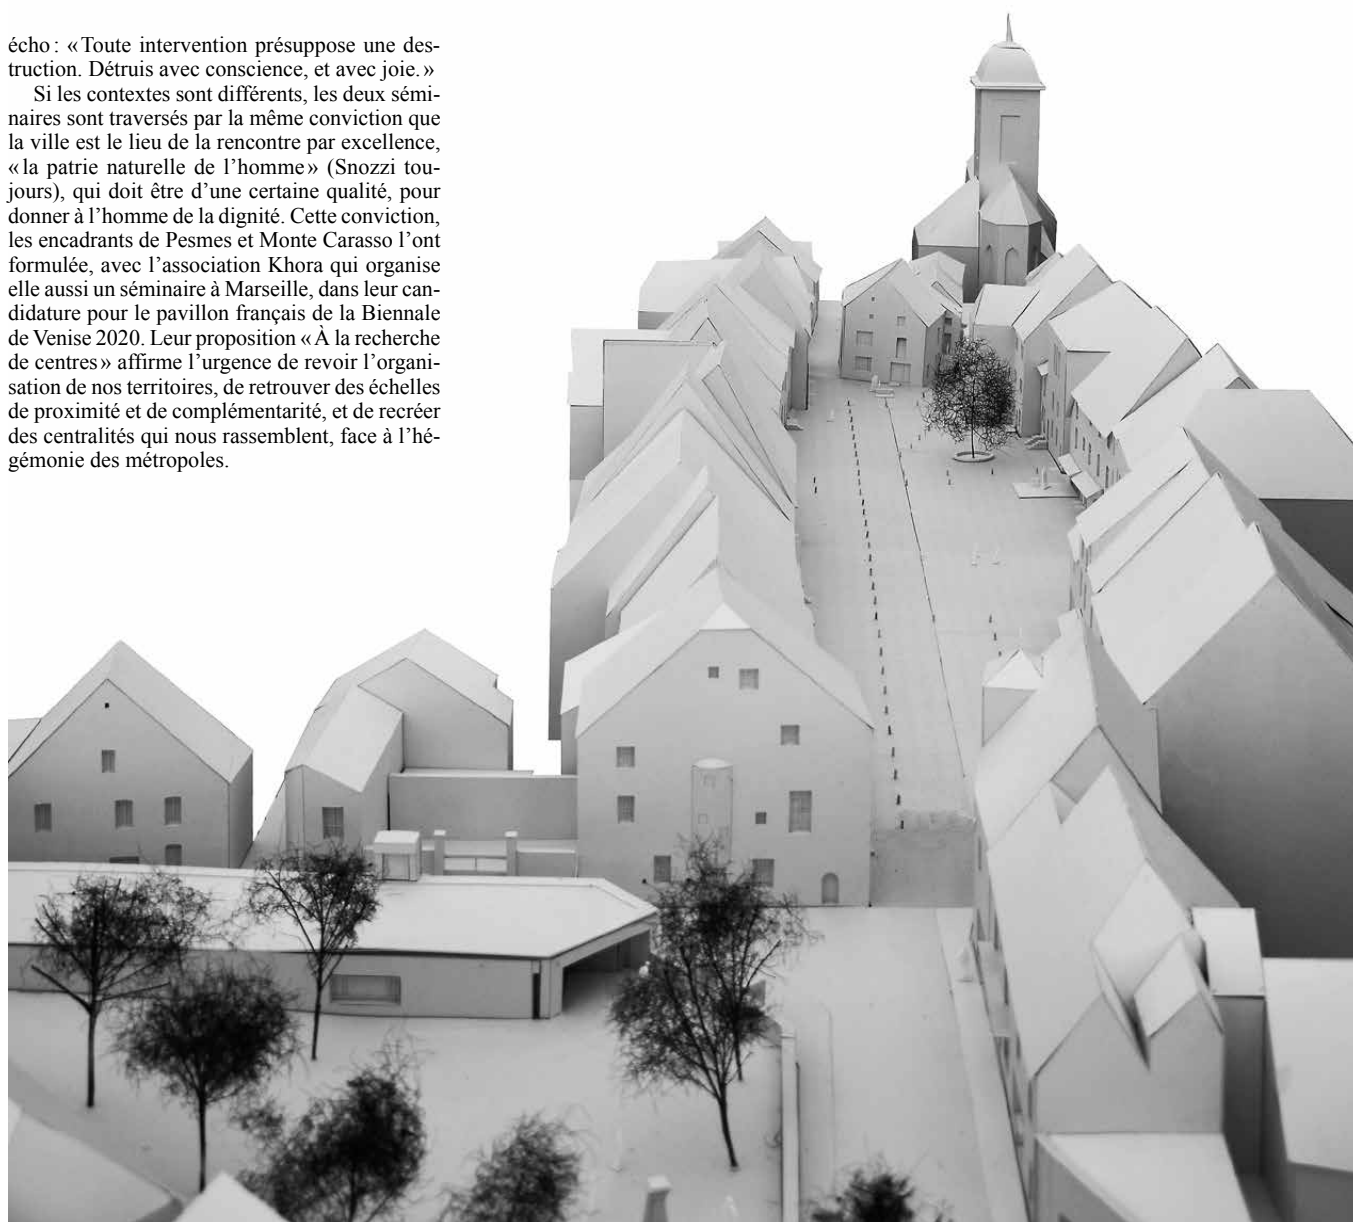 écho : « Toute intervention présuppose une des-
truction. Détruis avec conscience, et avec joie. »
Si les contextes sont différents, les deux sémi-
naires sont traversés par la même conviction que
la ville est le lieu de la rencontre par excellence,
« la patrie naturelle de l’homme » (Snozzi tou-
jours), qui doit être d’une certaine qualité, pour
donner à l’homme de la dignité. Cette conviction,
les encadrants de Pesmes et Monte Carasso l’ont
formulée, avec l’association Khora qui organise
elle aussi un séminaire à Marseille, dans leur can-
didature pour le pavillon français de la Biennale
de Venise 2020. Leur proposition « À la recherche
de centres » affirme l’urgence de revoir l’organi-
sation de nos territoires, de retrouver des échelles
de proximité et de complémentarité, et de recréer
des centralités qui nous rassemblent, face à l’hé-
gémonie des métropoles.